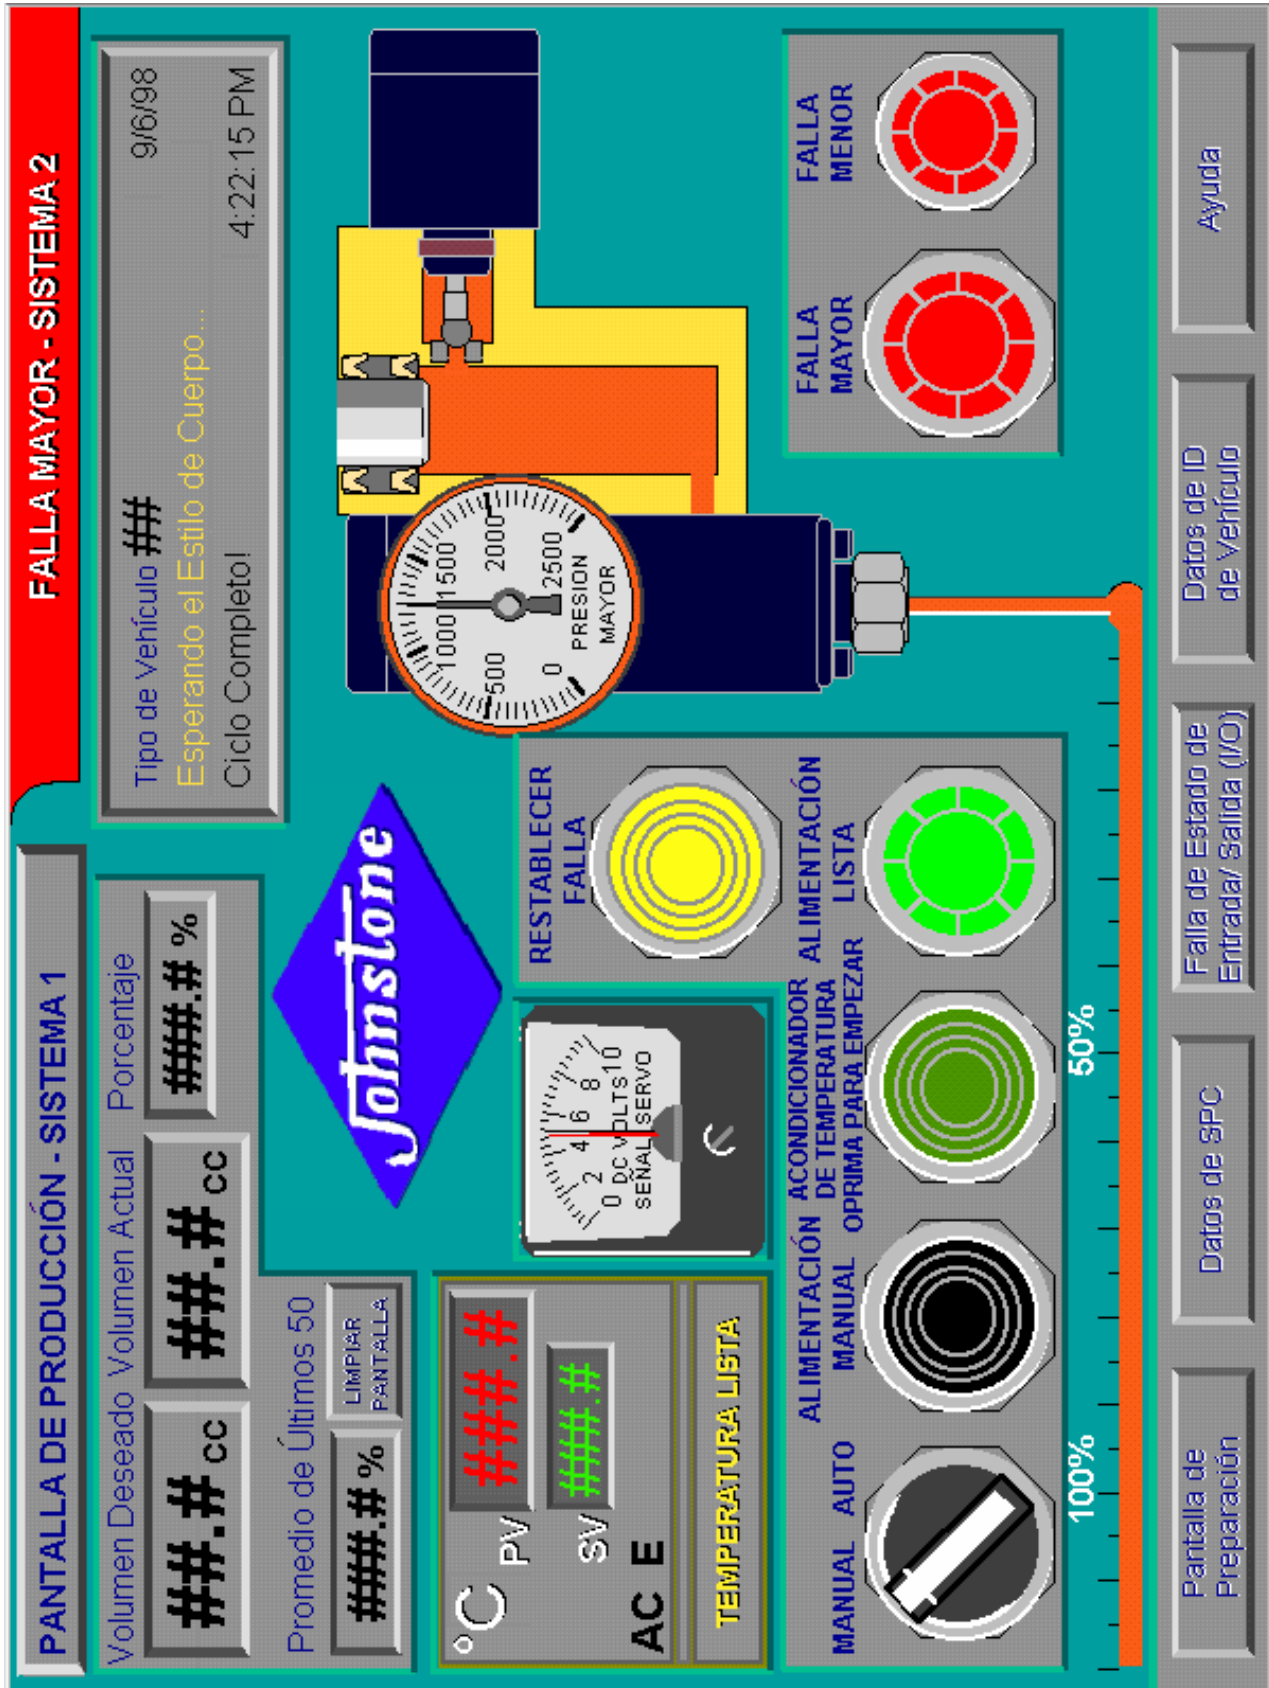 PANTALLA DE PRODUCCIÓN - SISTEMA 1
FALLA MAYOR - SISTEMA 2
Volumen Deseado
Volumen Actual
Porcentaje
##.# cc
##.# cc
###.# %
Promedio de Últimos 50
###.# %
LIMPIAR
PANTALLA
Tipo de Vehículo ##
9/6/98
Esperando el Estilo de Cuerpo...
Ciclo Completo!
4:22:15 PM
Johnstone
°C
PV
###.#
SV
###.#
AC E
TEMPERATURA LISTA
0 2 4 6 8 10
DC VOLTS
SEÑAL SERVO
RESTABLECER
FALLA
0 500 1000 1500 2000 2500
PRESION
MAYOR
MANUAL AUTO
ALIMENTACIÓN
MANUAL
ACONDICIONADOR
DE TEMPERATURA
OPRIMA PARA EMPEZAR
ALIMENTACIÓN
LISTA
FALLA
MAYOR
FALLA
MENOR
100%
50%
Pantalla de
Preparación
Datos de SPC
Falla de Estado de
Entrada/ Salida (I/O)
Datos de ID
de Vehículo
Ayuda